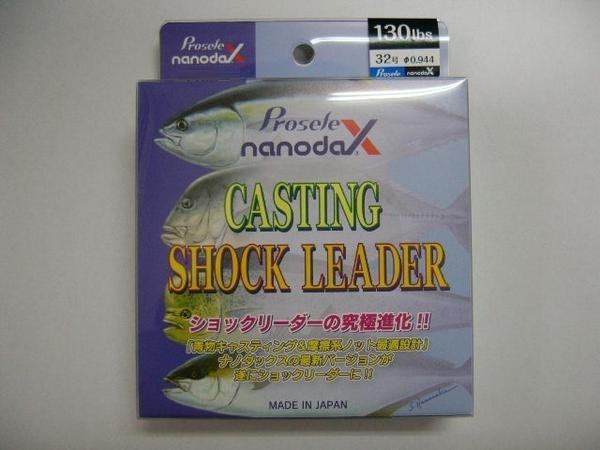 Prosele
nanodaX
130lbs
32号 φ0.944
Prosele nanodaX
Prosele
nanodaX
CASTING
SHOCK LEADER
ショックリーダーの究極進化!!
「青物キャスティング&摩擦系ノット最適設計」
ナノダックスの最新バージョンが
遂にショックリーダーに!!
MADE IN JAPAN